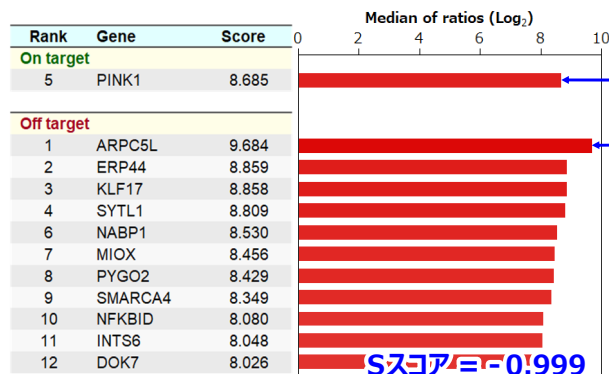 Median of ratios (Log2)
Rank Gene Score 0 2 4 6 8 10
On target
5 PINK1 8.685
Off target
1 ARPC5L 9.684
2 ERP44 8.859
3 KLF17 8.858
4 SYTL1 8.809
6 NABP1 8.530
7 MIOX 8.456
8 PYGO2 8.429
9 SMARCA4 8.349
10 NFKBID 8.080
11 INTS6 8.048
12 DOK7 8.026
Sスコア = - 0.999